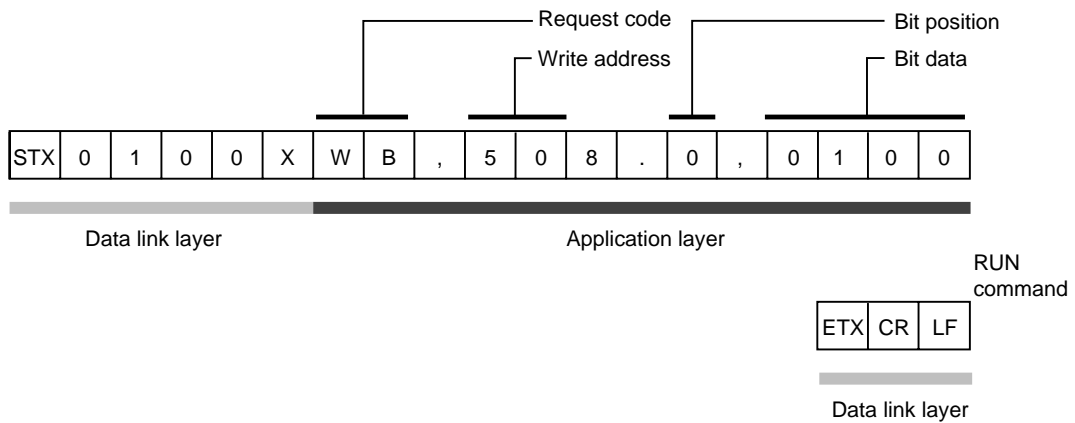 Request code
Bit position
Write address
Bit data
STX 0 1 0 0 X W B , 5 0 8 . 0 , 0 1 0 0
Data link layer
Application layer
RUN
command
ETX CR LF
Data link layer